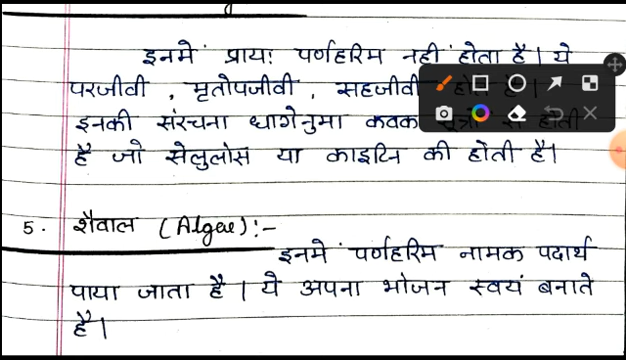 इनमें प्रायः पर्णहरिम नही होता है। ये
परजीवी , मृतोपजीवी , सहजीवी होते है।
इनकी संरचना धागेनुमा कवक सूत्रों से होती
है जो सेलुलोस या काइटिन की होती है।
5. शैवाल (Algae):-
इनमें पर्णहरिम नामक पदार्थ
पाया जाता है । ये अपना भोजन स्वयं बनाते
है।